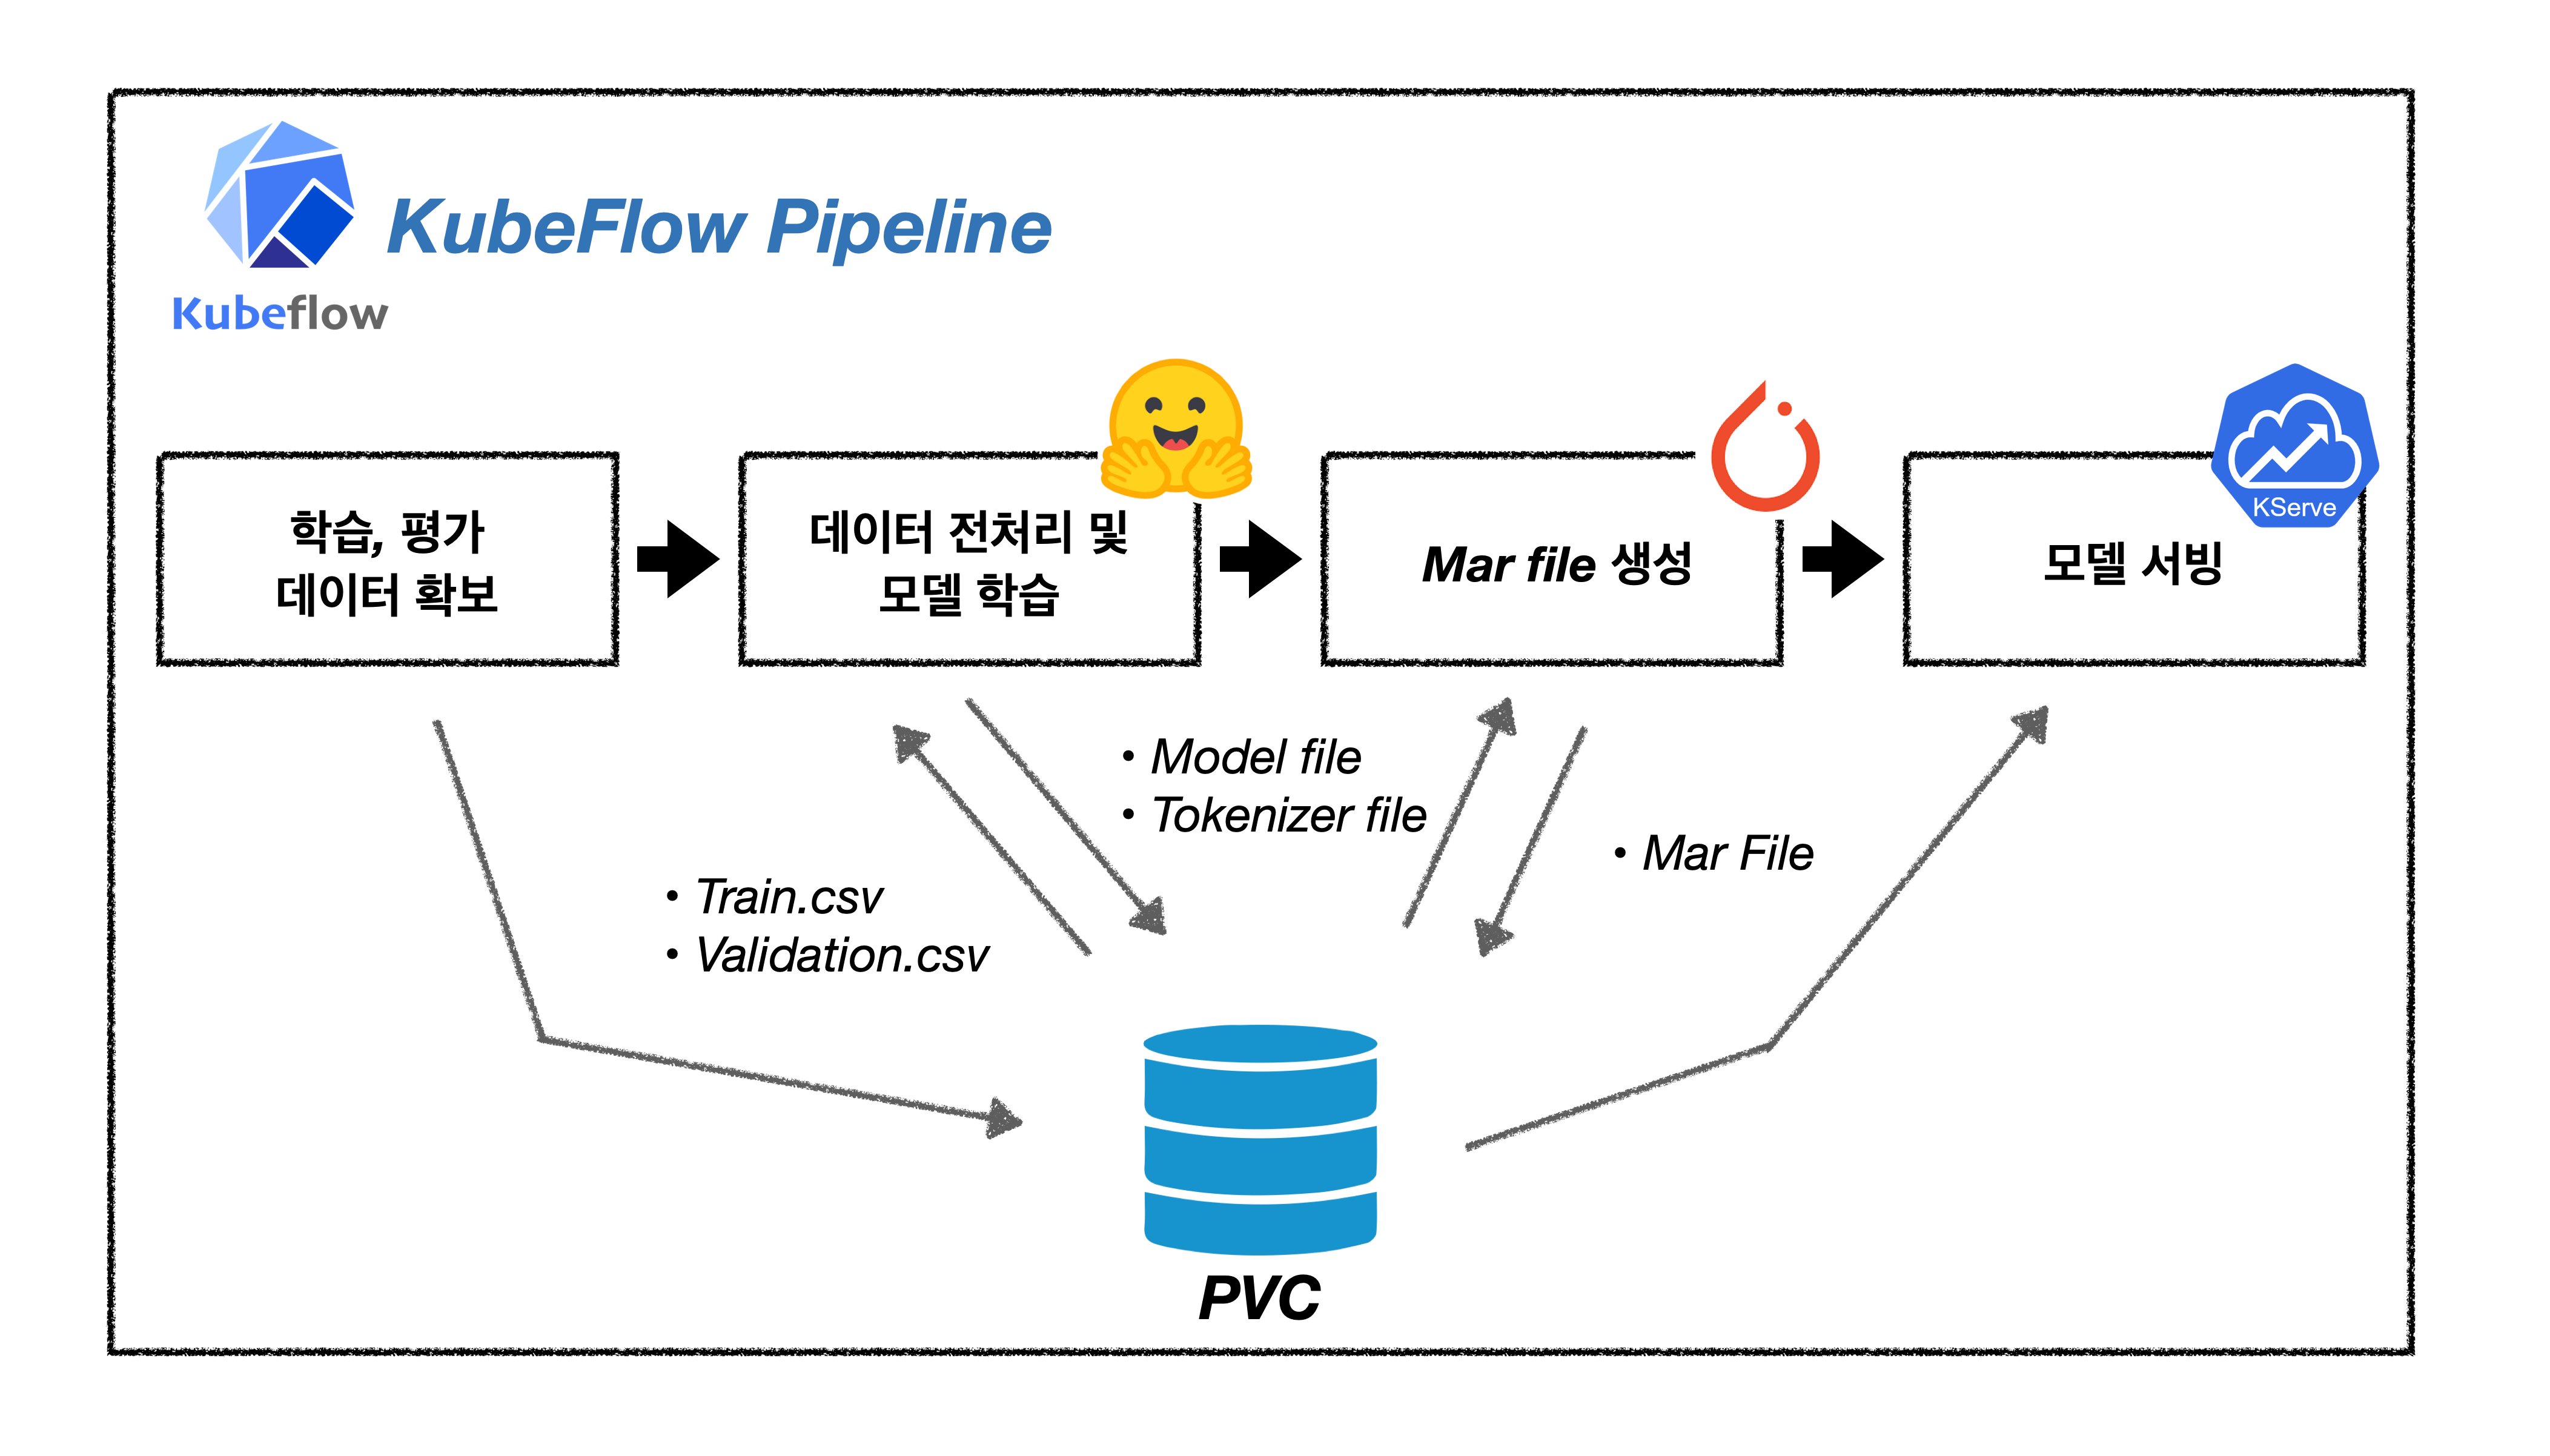 KubeFlow Pipeline
Kubeflow
학습, 평가
데이터 확보
데이터 전처리 및
모델 학습
Mar file 생성
KServe
모델 서빙
• Model file
• Tokenizer file
• Mar File
• Train.csv
• Validation.csv
PVC